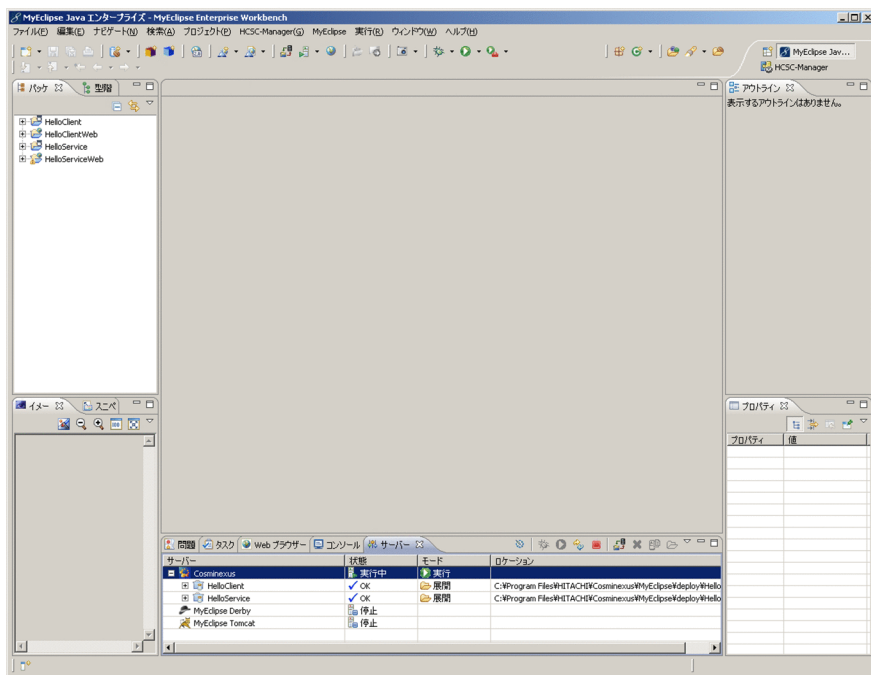 MyEclipse Java エンタープライズ - MyEclipse Enterprise Workbench
ファイル(F) 編集(E) ナビゲート(N) 検索(A) プロジェクト(P) HCSC-Manager(G) MyEclipse 実行(R) ウィンドウ(W) ヘルプ(H)
MyEclipse Jav...
HCSC-Manager
パッケ 型階
HelloClient
HelloClientWeb
HelloService
HelloServiceWeb
アウトライン
表示するアウトラインはありません。
イメー スニペ
プロパティ
プロパティ 値
問題 タスク Web ブラウザー コンソール サーバー
サーバー 状態 モード ロケーション
Cosminexus 実行中 実行
HelloClient OK 展開 C:¥Program Files¥HITACHI¥Cosminexus¥MyEclipse¥deploy¥Hello
HelloService OK 展開 C:¥Program Files¥HITACHI¥Cosminexus¥MyEclipse¥deploy¥Hello
MyEclipse Derby 停止
MyEclipse Tomcat 停止